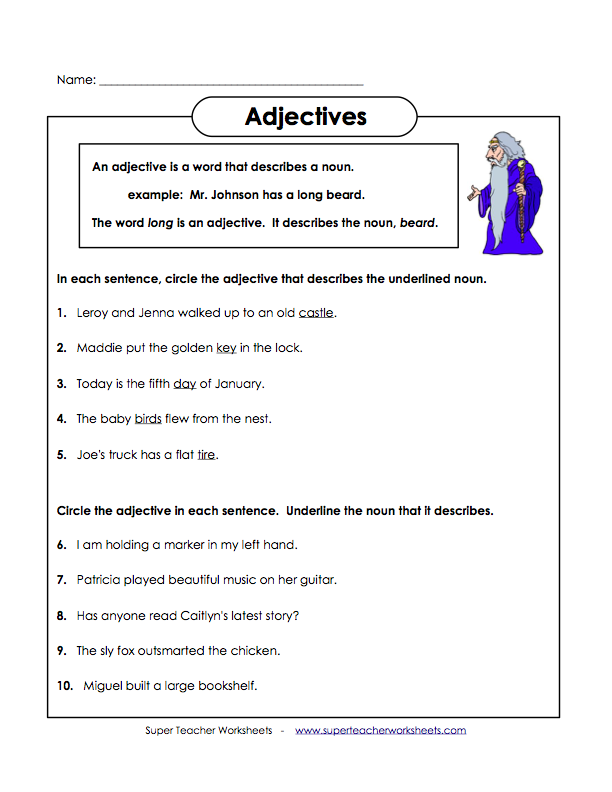 Name: ______________________________________
Adjectives
An adjective is a word that describes a noun.
example: Mr. Johnson has a long beard.
The word long is an adjective. It describes the noun, beard.
In each sentence, circle the adjective that describes the underlined noun.
1. Leroy and Jenna walked up to an old castle.
2. Maddie put the golden key in the lock.
3. Today is the fifth day of January.
4. The baby birds flew from the nest.
5. Joe's truck has a flat tire.
Circle the adjective in each sentence. Underline the noun that it describes.
6. I am holding a marker in my left hand.
7. Patricia played beautiful music on her guitar.
8. Has anyone read Caitlyn's latest story?
9. The sly fox outsmarted the chicken.
10. Miguel built a large bookshelf.
Super Teacher Worksheets - www.superteacherworksheets.com